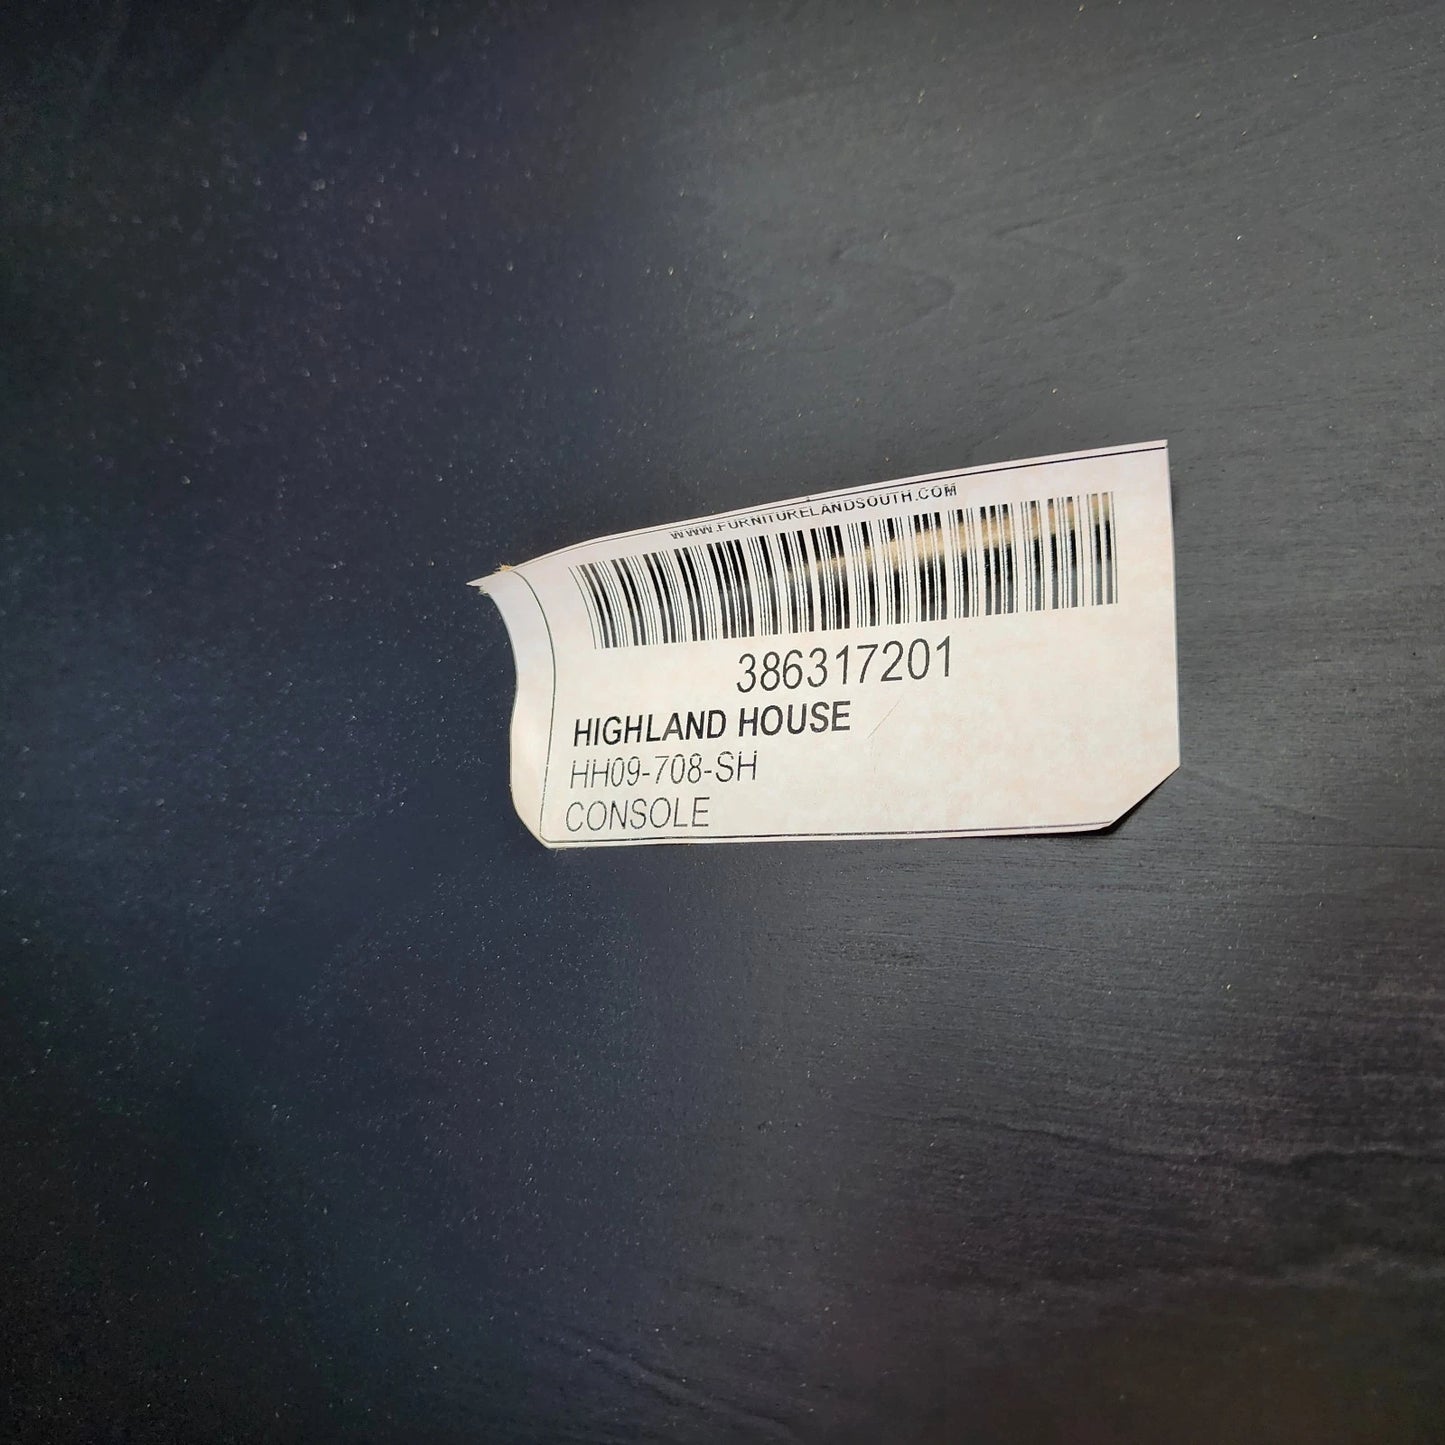 WWW.FURNITURELANDSOUTH.COM
386317201
HIGHLAND HOUSE
HH09-708-SH
CONSOLE